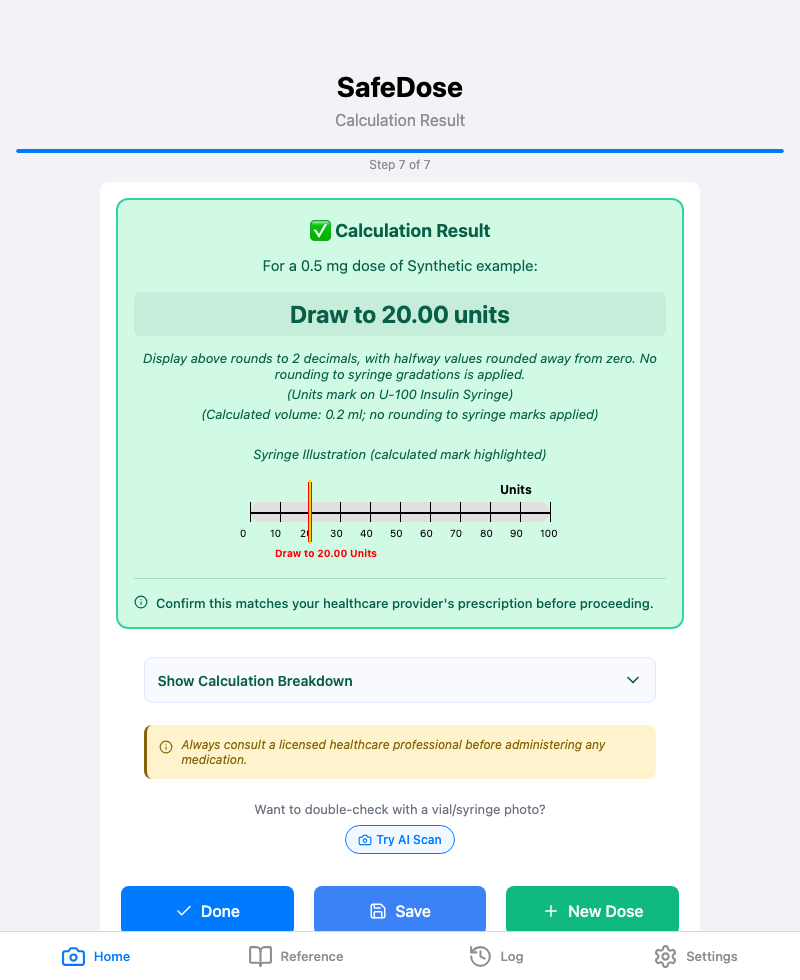 SafeDose
Calculation Result
Step 7 of 7
✅ Calculation Result
For a 0.5 mg dose of Synthetic example:
Draw to 20.00 units
Display above rounds to 2 decimals, with halfway values rounded away from zero. No
rounding to syringe gradations is applied.
(Units mark on U-100 Insulin Syringe)
(Calculated volume: 0.2 ml; no rounding to syringe marks applied)
Syringe Illustration (calculated mark highlighted)
Units
0 10 20 30 40 50 60 70 80 90 100
Draw to 20.00 Units
Confirm this matches your healthcare provider's prescription before proceeding.
Show Calculation Breakdown
Always consult a licensed healthcare professional before administering any
medication.
Want to double-check with a vial/syringe photo?
Try AI Scan
Done
Save
New Dose
Home
Reference
Log
Settings